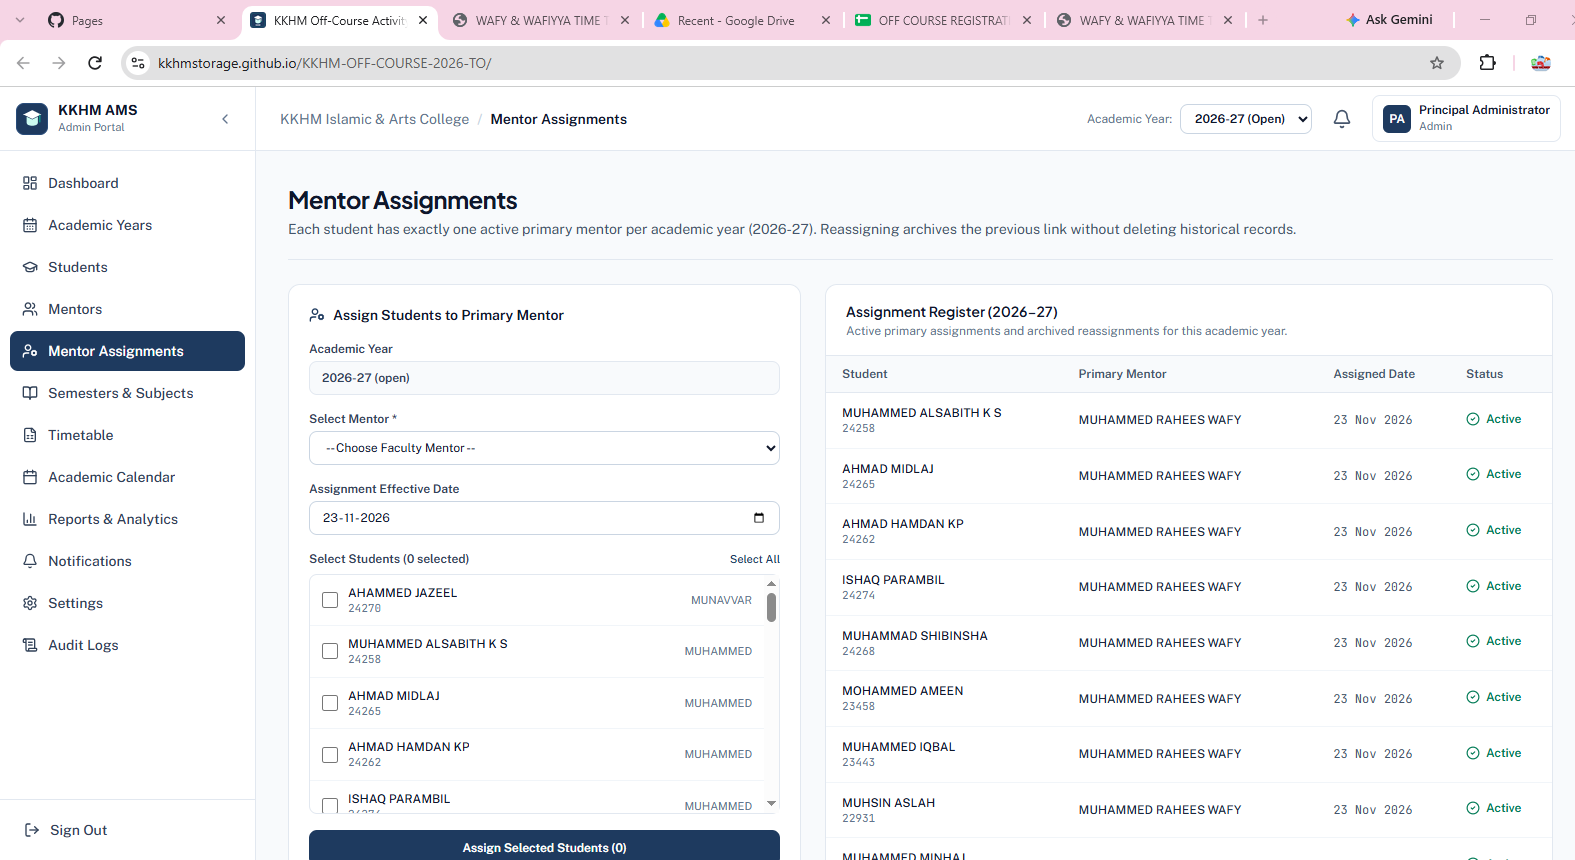 Pages
KKHM Off-Course Activit
WAFY & WAFIYYA TIME T
Recent - Google Drive
OFF COURSE REGISTRATI
WAFY & WAFIYYA TIME T
Ask Gemini
kkhmstorage.github.io/KKHM-OFF-COURSE-2026-TO/
KKHM AMS
Admin Portal
KKHM Islamic & Arts College / Mentor Assignments
Academic Year: 2026-27 (Open)
PA
Principal Administrator
Admin
Dashboard
Academic Years
Students
Mentors
Mentor Assignments
Semesters & Subjects
Timetable
Academic Calendar
Reports & Analytics
Notifications
Settings
Audit Logs
Sign Out
Mentor Assignments
Each student has exactly one active primary mentor per academic year (2026-27). Reassigning archives the previous link without deleting historical records.
Assign Students to Primary Mentor
Academic Year
2026-27 (open)
Select Mentor *
-- Choose Faculty Mentor --
Assignment Effective Date
23-11-2026
Select Students (0 selected) Select All
AHAMMED JAZEEL
24270
MUNAVVAR
MUHAMMED ALSABITH K S
24258
MUHAMMED
AHMAD MIDLAJ
24265
MUHAMMED
AHMAD HAMDAN KP
24262
MUHAMMED
ISHAQ PARAMBIL
24274
MUHAMMED
Assign Selected Students (0)
Assignment Register (2026-27)
Active primary assignments and archived reassignments for this academic year.
Student Primary Mentor Assigned Date Status
MUHAMMED ALSABITH K S
24258
MUHAMMED RAHEES WAFY 23 Nov 2026 Active
AHMAD MIDLAJ
24265
MUHAMMED RAHEES WAFY 23 Nov 2026 Active
AHMAD HAMDAN KP
24262
MUHAMMED RAHEES WAFY 23 Nov 2026 Active
ISHAQ PARAMBIL
24274
MUHAMMED RAHEES WAFY 23 Nov 2026 Active
MUHAMMAD SHIBINSHA
24268
MUHAMMED RAHEES WAFY 23 Nov 2026 Active
MOHAMMED AMEEN
23458
MUHAMMED RAHEES WAFY 23 Nov 2026 Active
MUHAMMED IQBAL
23443
MUHAMMED RAHEES WAFY 23 Nov 2026 Active
MUHSIN ASLAH
22931
MUHAMMED RAHEES WAFY 23 Nov 2026 Active
MUHAMMED MINHAJ